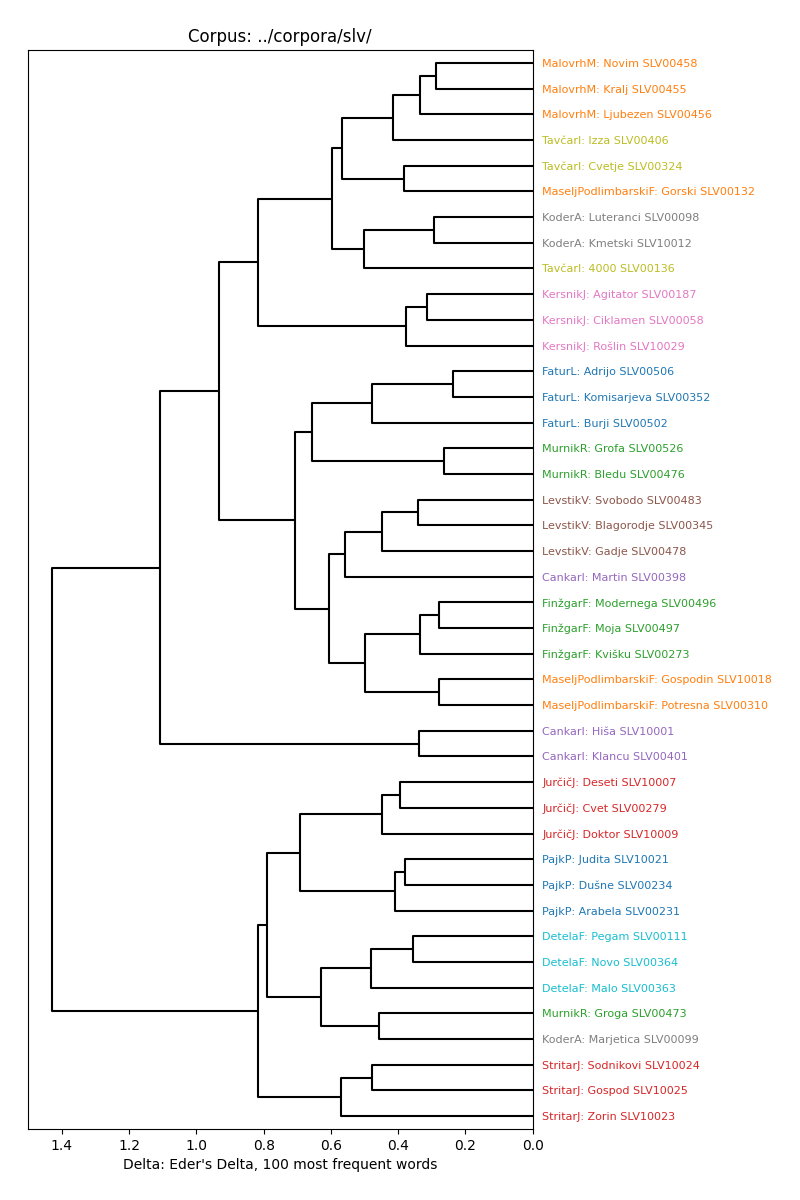 Corpus: ../corpora/slv/
MalovrhM: Novim SLV00458
MalovrhM: Kralj SLV00455
MalovrhM: Ljubezen SLV00456
TavčarI: Izza SLV00406
TavčarI: Cvetje SLV00324
MaseljPodlimbarskiF: Gorski SLV00132
KoderA: Luteranci SLV00098
KoderA: Kmetski SLV10012
TavčarI: 4000 SLV00136
KersnikJ: Agitator SLV00187
KersnikJ: Ciklamen SLV00058
KersnikJ: Rošlin SLV10029
FaturL: Adrijo SLV00506
FaturL: Komisarjeva SLV00352
FaturL: Burji SLV00502
MurnikR: Grofa SLV00526
MurnikR: Bledu SLV00476
LevstikV: Svobodo SLV00483
LevstikV: Blagorodje SLV00345
LevstikV: Gadje SLV00478
CankarI: Martin SLV00398
FinžgarF: Modernega SLV00496
FinžgarF: Moja SLV00497
FinžgarF: Kvišku SLV00273
MaseljPodlimbarskiF: Gospodin SLV10018
MaseljPodlimbarskiF: Potresna SLV00310
CankarI: Hiša SLV10001
CankarI: Klancu SLV00401
JurčičJ: Deseti SLV10007
JurčičJ: Cvet SLV00279
JurčičJ: Doktor SLV10009
PajkP: Judita SLV10021
PajkP: Dušne SLV00234
PajkP: Arabela SLV00231
DetelaF: Pegam SLV00111
DetelaF: Novo SLV00364
DetelaF: Malo SLV00363
MurnikR: Groga SLV00473
KoderA: Marjetica SLV00099
StritarJ: Sodnikovi SLV10024
StritarJ: Gospod SLV10025
StritarJ: Zorin SLV10023
1.4 1.2 1.0 0.8 0.6 0.4 0.2 0.0
Delta: Eder's Delta, 100 most frequent words